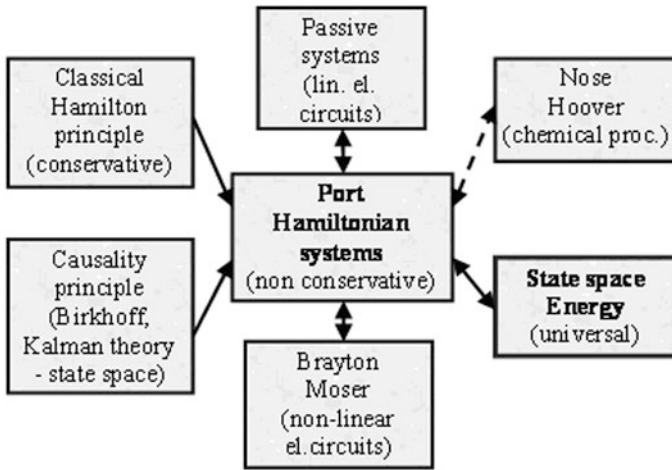 Classical
Hamilton
principle
(conservative)
Passive
systems
(lin. el.
circuits)
Nose
Hoover
(chemical proc.)
Port
Hamiltonian
systems
(non conservative)
Causality
principle
(Birkhoff,
Kalman theory
- state space)
Brayton
Moser
(non-linear
el.circuits)
State space
Energy
(universal)